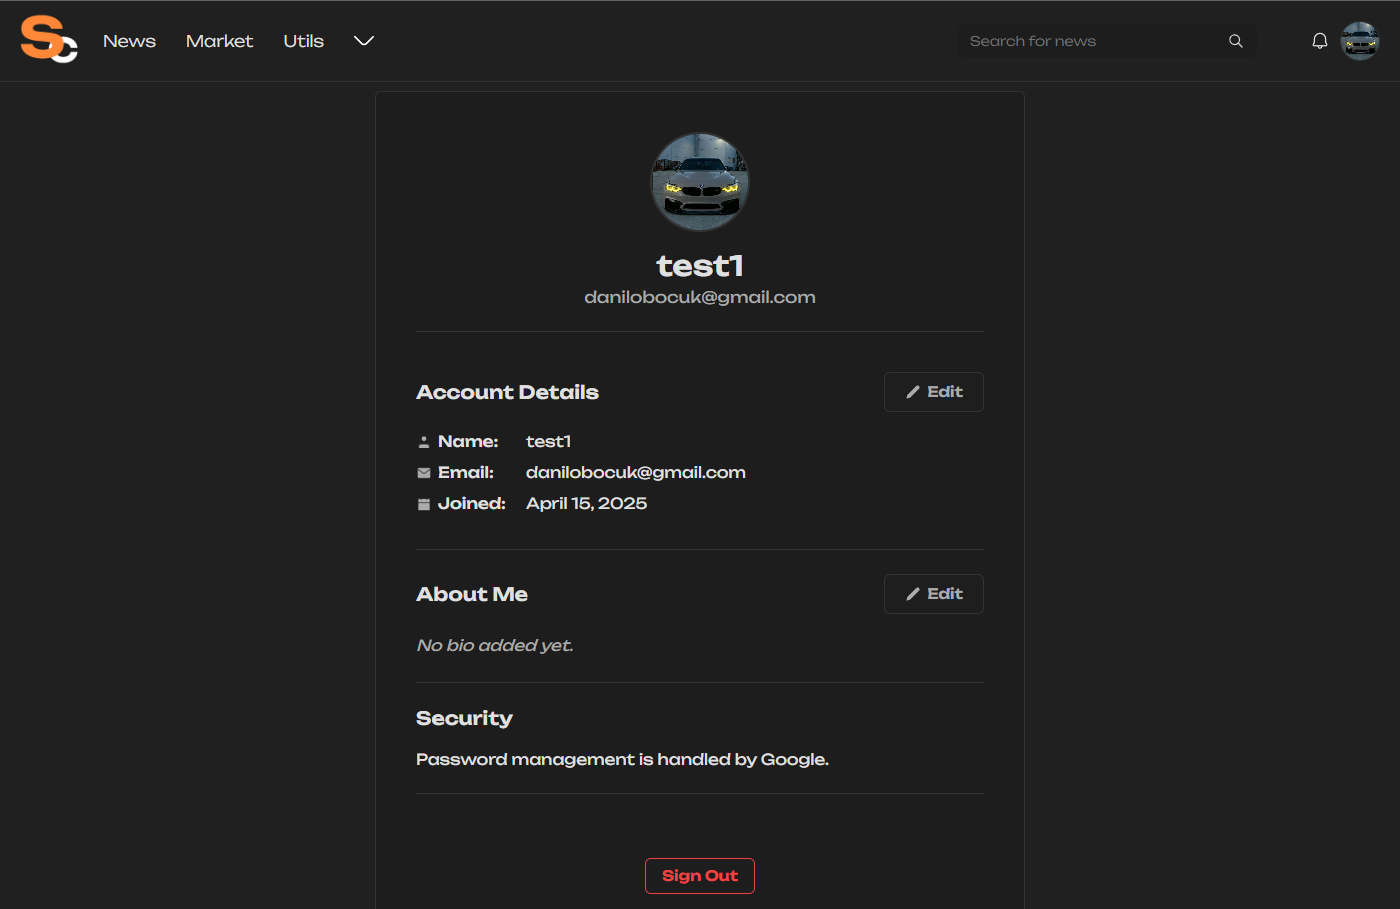 SC
News Market Utils
Search for news
test1
danilobocuk@gmail.com
Account Details
Edit
Name: test1
Email: danilobocuk@gmail.com
Joined: April 15, 2025
About Me
Edit
No bio added yet.
Security
Password management is handled by Google.
Sign Out